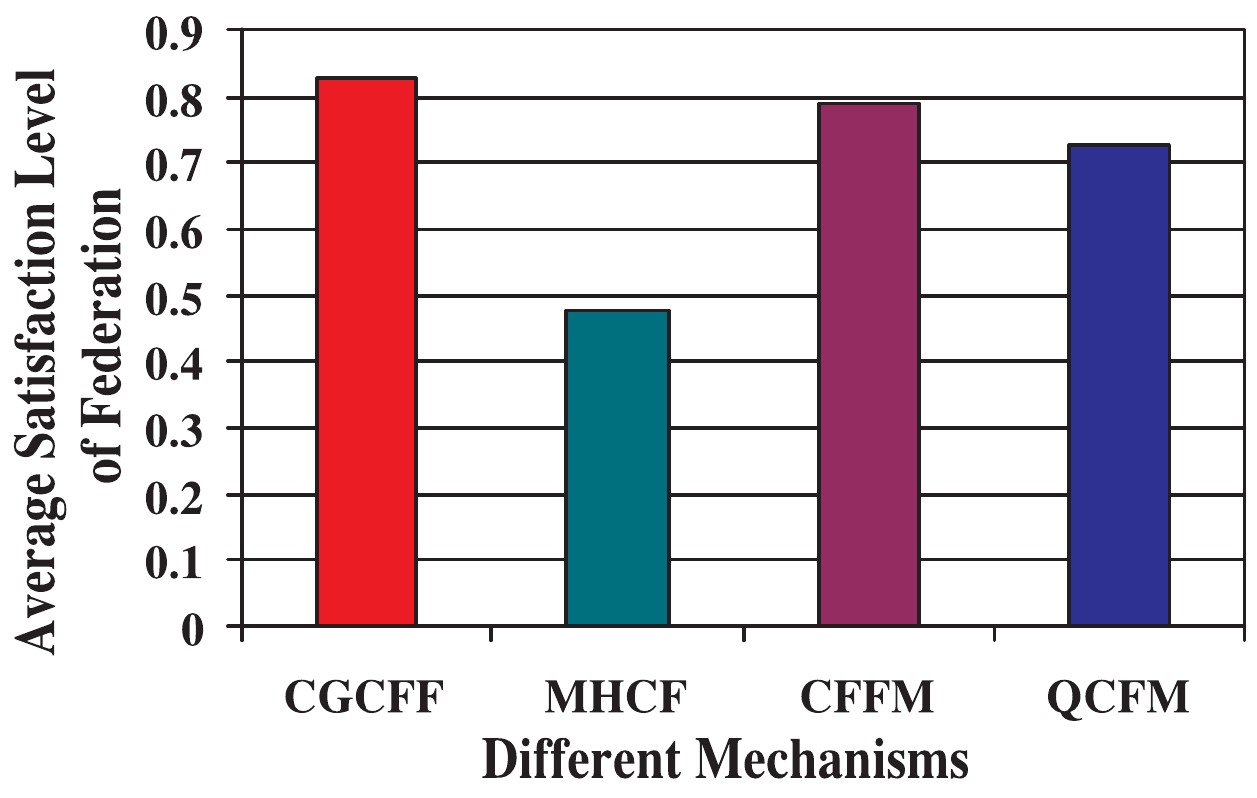 Average Satisfaction Level
of Federation
0.9
0.8
0.7
0.6
0.5
0.4
0.3
0.2
0.1
0
CGCFF MHCF CFFM QCFM
Different Mechanisms